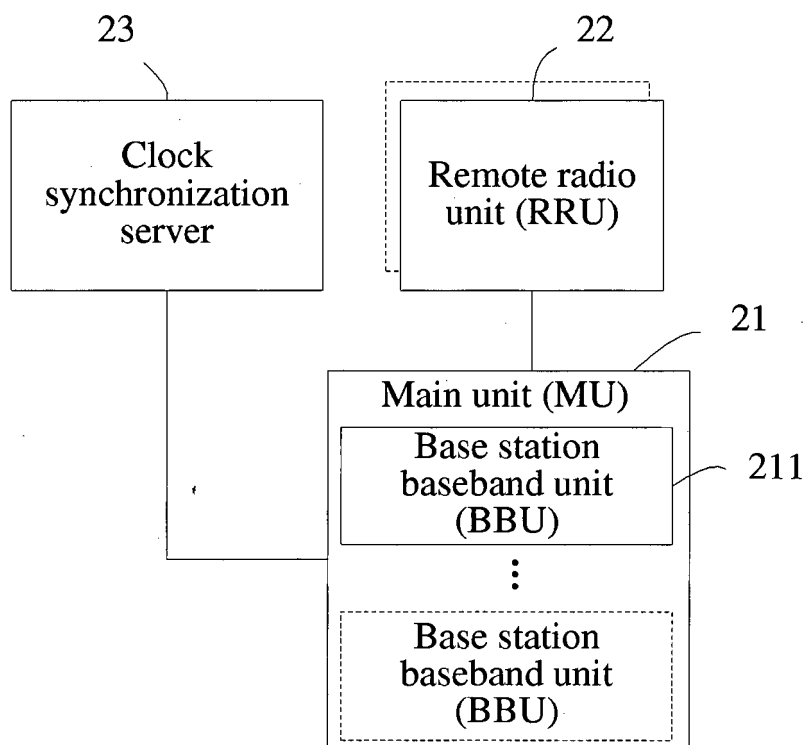 23
22
Clock
synchronization
server
Remote radio
unit (RRU)
21
Main unit (MU)
Base station
baseband unit
(BBU)
211
Base station
baseband unit
(BBU)